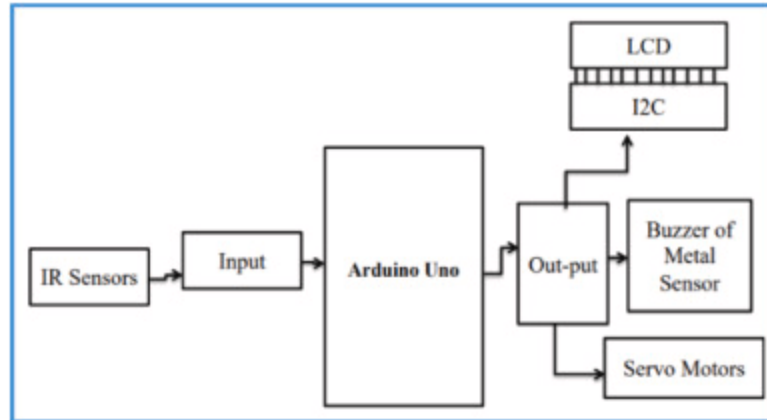 LCD
I2C
IR Sensors
Input
Arduino Uno
Out-put
Buzzer of
Metal
Sensor
Servo Motors